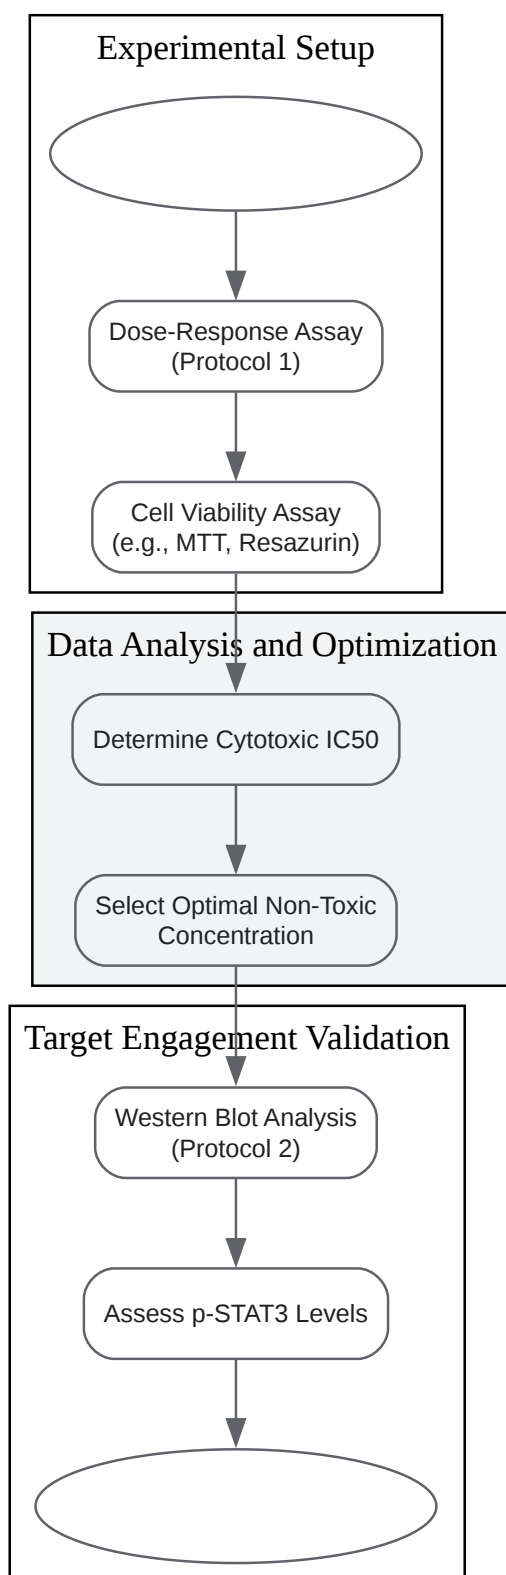 Experimental Setup
Dose-Response Assay
(Protocol 1)
Cell Viability Assay
(e.g., MTT, Resazurin)
Data Analysis and Optimization
Determine Cytotoxic IC50
Select Optimal Non-Toxic
Concentration
Target Engagement Validation
Western Blot Analysis
(Protocol 2)
Assess p-STAT3 Levels